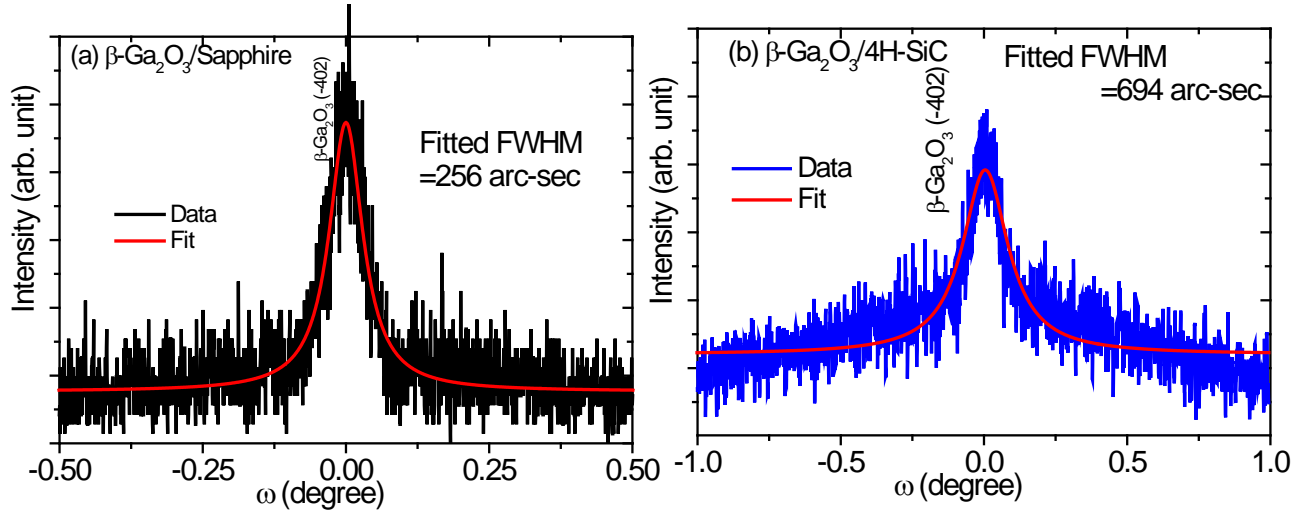 (a) β-Ga₂O₃/Sapphire
β-Ga₂O₃ (-402)
Fitted FWHM
=256 arc-sec
Data
Fit
Intensity (arb. unit)
-0.50 -0.25 0.00 0.25 0.50
ω (degree)
(b) β-Ga₂O₃/4H-SiC
Fitted FWHM
=694 arc-sec
β-Ga₂O₃ (-402)
Data
Fit
Intensity (arb. unit)
-1.0 -0.5 0.0 0.5 1.0
ω (degree)